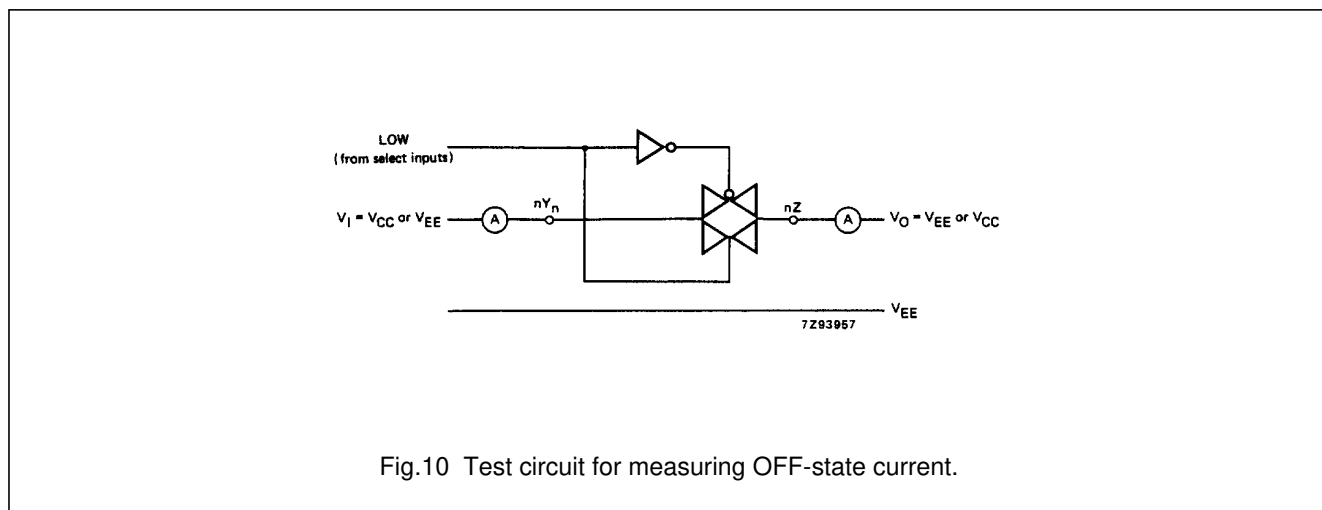 LOW
(from select inputs)
V_I = V_CC or V_EE A nY_n nZ A V_O = V_EE or V_CC
V_EE
7Z93957
Fig.10 Test circuit for measuring OFF-state current.